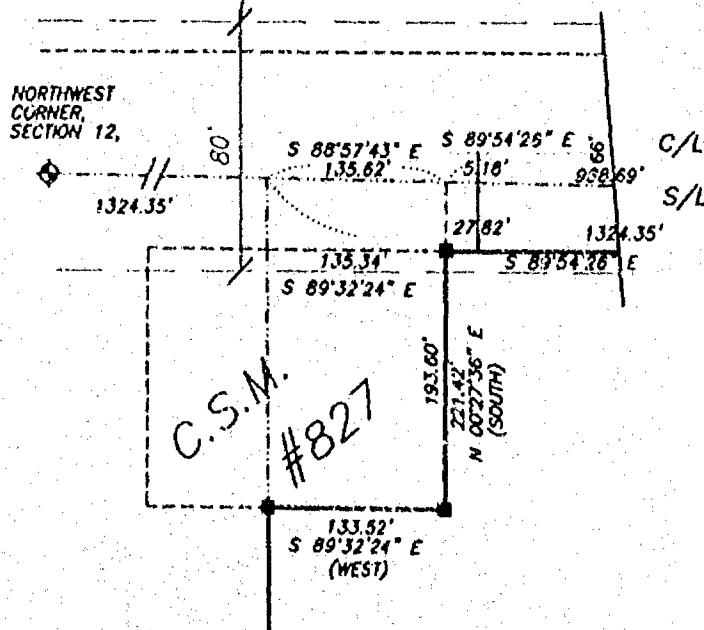 NORTHWEST
CORNER,
SECTION 12,
80'
S 88°57'43" E
135.62'
S 89°54'26" E
5.18'
66'
C/L
938.69'
S/L
1324.35'
27.82'
1324.35'
135.34'
S 89°54'26" E
S 89°32'24" E
C.S.M.
#827
193.60'
221.42'
N 00°27'36" E
(SOUTH)
133.52'
S 89°32'24" E
(WEST)